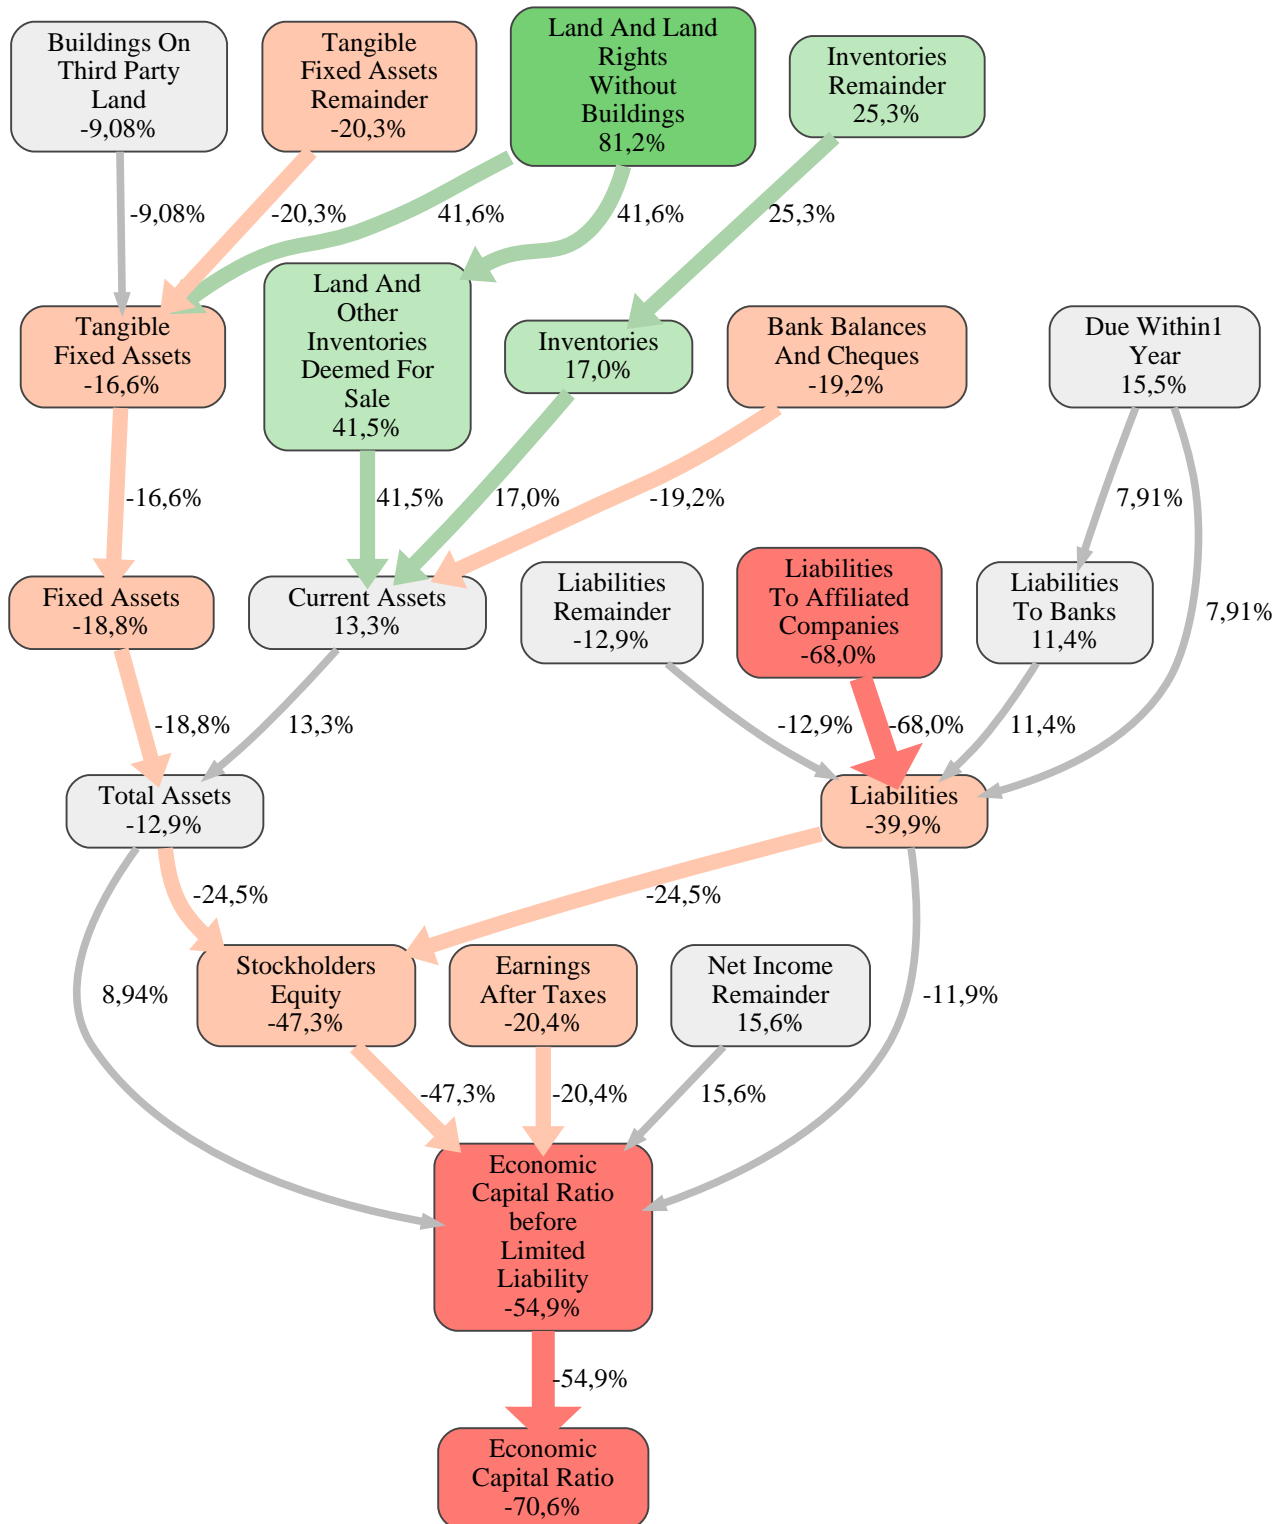 Buildings On
Third Party
Land
-9,08%
Tangible
Fixed Assets
Remainder
-20,3%
Land And Land
Rights
Without
Buildings
81,2%
Inventories
Remainder
25,3%
-9,08%
-20,3%
41,6%
41,6%
25,3%
Tangible
Fixed Assets
-16,6%
Land And
Other
Inventories
Deemed For
Sale
41,5%
Inventories
17,0%
Bank Balances
And Cheques
-19,2%
Due Within1
Year
15,5%
-16,6%
41,5%
17,0%
-19,2%
7,91%
7,91%
Fixed Assets
-18,8%
Current Assets
13,3%
Liabilities
Remainder
-12,9%
Liabilities
To Affiliated
Companies
-68,0%
Liabilities
To Banks
11,4%
-18,8%
13,3%
-12,9%
-68,0%
11,4%
Total Assets
-12,9%
Liabilities
-39,9%
-24,5%
-24,5%
8,94%
Stockholders
Equity
-47,3%
Earnings
After Taxes
-20,4%
Net Income
Remainder
15,6%
-11,9%
-47,3%
-20,4%
15,6%
Economic
Capital Ratio
before
Limited
Liability
-54,9%
-54,9%
Economic
Capital Ratio
-70,6%